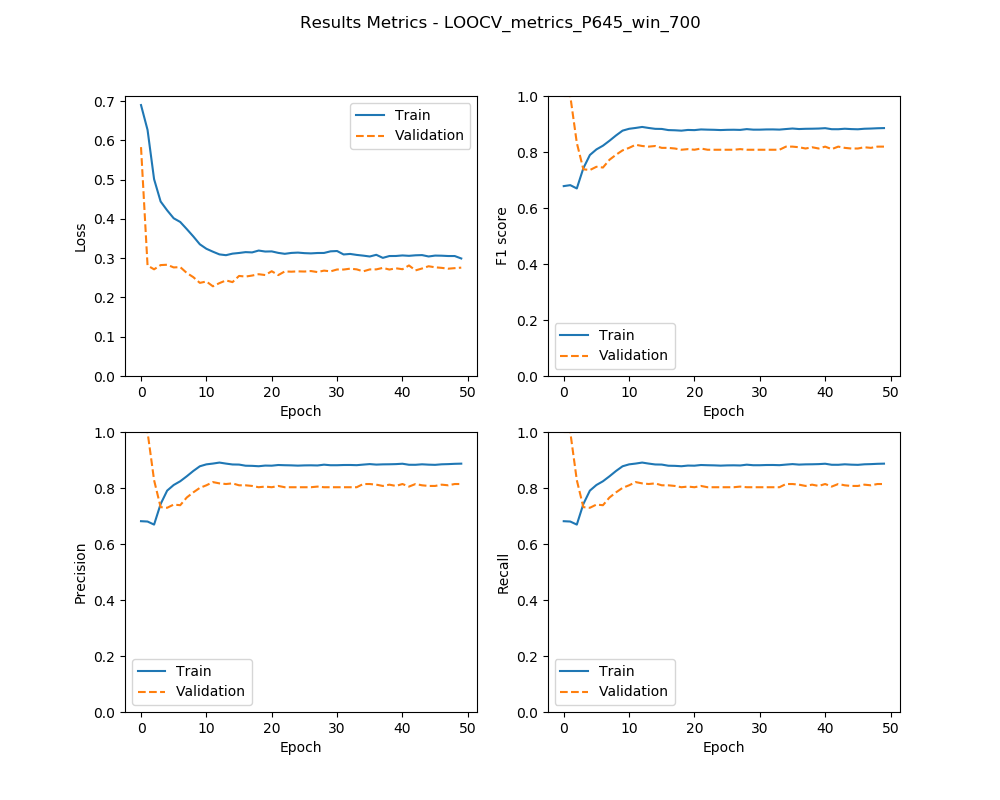 Results Metrics - LOOCV_metrics_P645_win_700
0.7
0.6
0.5
0.4
0.3
0.2
0.1
0.0
Loss
Train
Validation
0 10 20 30 40 50
Epoch
1.0
0.8
0.6
0.4
0.2
0.0
F1 score
Train
Validation
0 10 20 30 40 50
Epoch
1.0
0.8
0.6
0.4
0.2
0.0
Precision
Train
Validation
0 10 20 30 40 50
Epoch
1.0
0.8
0.6
0.4
0.2
0.0
Recall
Train
Validation
0 10 20 30 40 50
Epoch